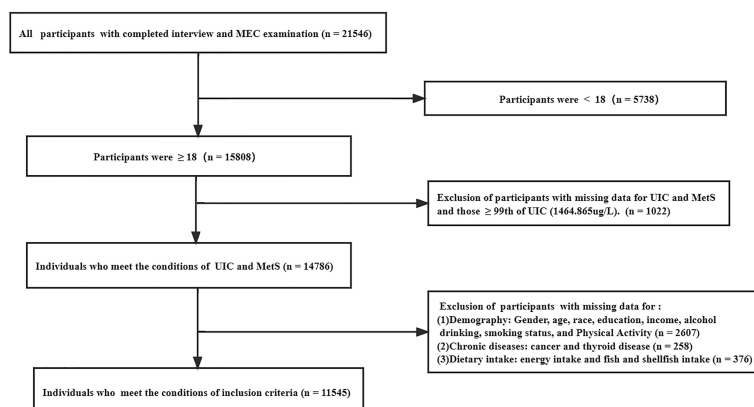 All participants with completed interview and MEC examination (n = 21546)
Participants were < 18 (n = 5738)
Participants were ≥ 18 (n = 15808)
Exclusion of participants with missing data for UIC and MetS
and those ≥ 99th of UIC (1464.865ug/L). (n = 1022)
Individuals who meet the conditions of UIC and MetS (n = 14786)
Exclusion of participants with missing data for :
(1)Demography: Gender, age, race, education, income, alcohol
drinking, smoking status, and Physical Activity (n = 2607)
(2)Chronic diseases: cancer and thyroid disease (n = 258)
(3)Dietary intake: energy intake and fish and shellfish intake (n = 376)
Individuals who meet the conditions of inclusion criteria (n = 11545)